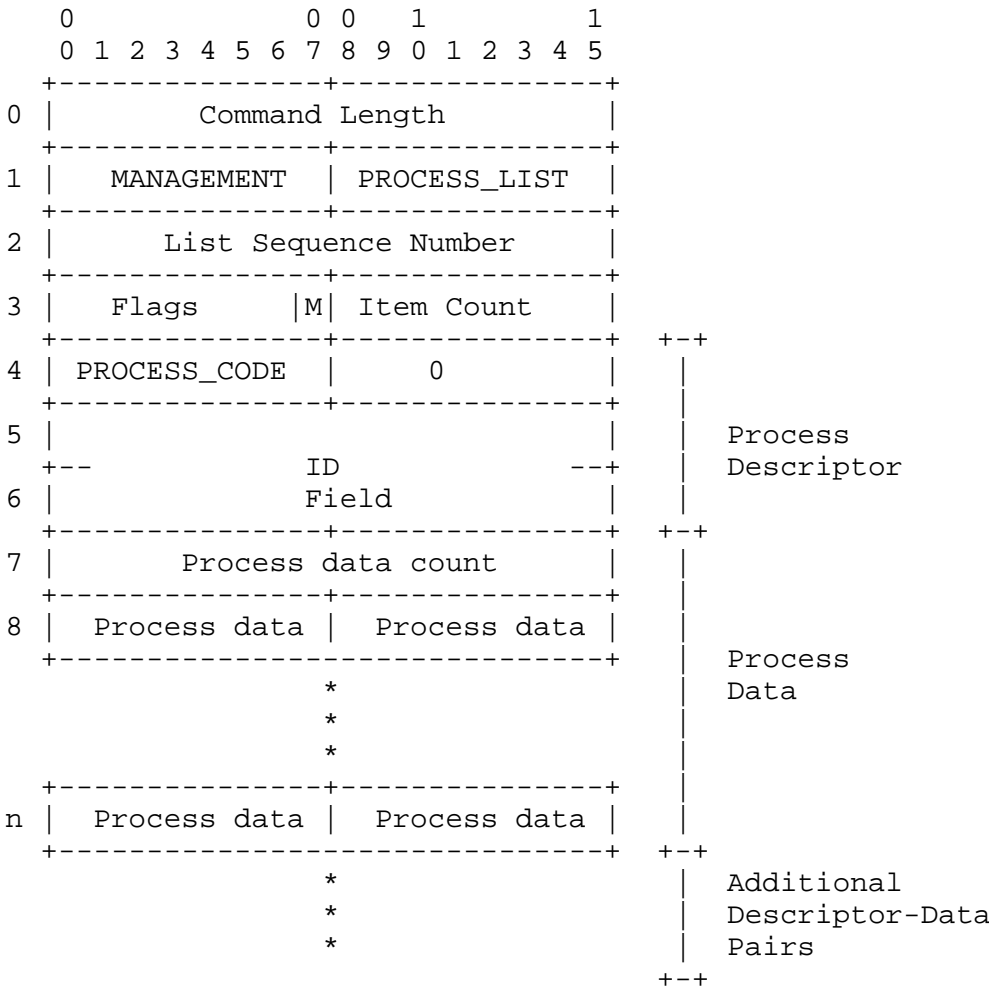 0 0 0 1 1
0 1 2 3 4 5 6 7 8 9 0 1 2 3 4 5
+---------------+---------------+
0 | Command Length |
+---------------+---------------+
1 | MANAGEMENT | PROCESS_LIST |
+---------------+---------------+
2 | List Sequence Number |
+---------------+---------------+
3 | Flags |M| Item Count |
+---------------+---------------+ +-+
4 | PROCESS_CODE | 0 | |
+---------------+---------------+ |
5 | | | Process
+-- ID --+ | Descriptor
6 | Field | |
+---------------+---------------+ +-+
7 | Process data count | |
+---------------+---------------+ |
8 | Process data | Process data | |
+-------------------------------+ | Process
* | Data
* |
* |
+---------------+---------------+ |
n | Process data | Process data | |
+-------------------------------+ +-+
* | Additional
* | Descriptor-Data
* | Pairs
+-+